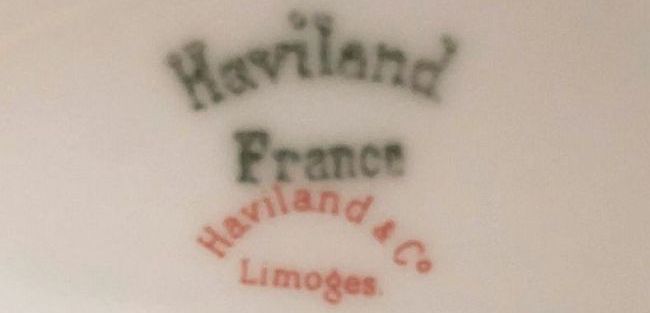 Haviland
France
Haviland & Co
Limoges.